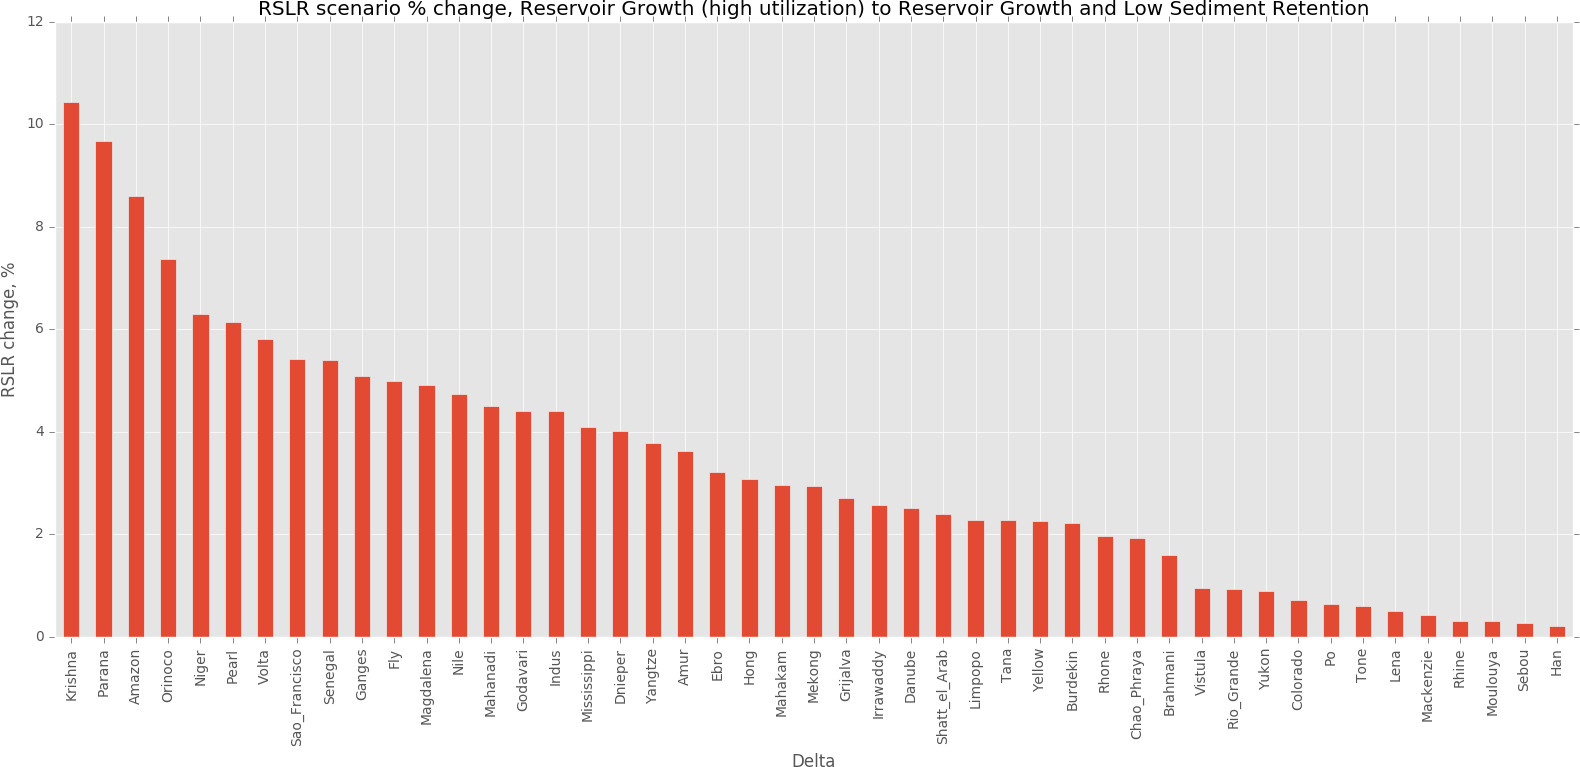 RSLR scenario % change, Reservoir Growth (high utilization) to Reservoir Growth and Low Sediment Retention
12
10
8
6
4
2
0
RSLR change, %
Krishna
Parana
Amazon
Orinoco
Niger
Pearl
Volta
Sao_Francisco
Senegal
Ganges
Fly
Magdalena
Nile
Mahanadi
Godavari
Indus
Mississippi
Dnieper
Yangtze
Amur
Ebro
Hong
Mahakam
Mekong
Grijalva
Irrawaddy
Danube
Shatt_el_Arab
Limpopo
Tana
Yellow
Burdekin
Rhone
Chao_Phraya
Brahmani
Vistula
Rio_Grande
Yukon
Colorado
Po
Tone
Lena
Mackenzie
Rhine
Moulouya
Sebou
Han
Delta